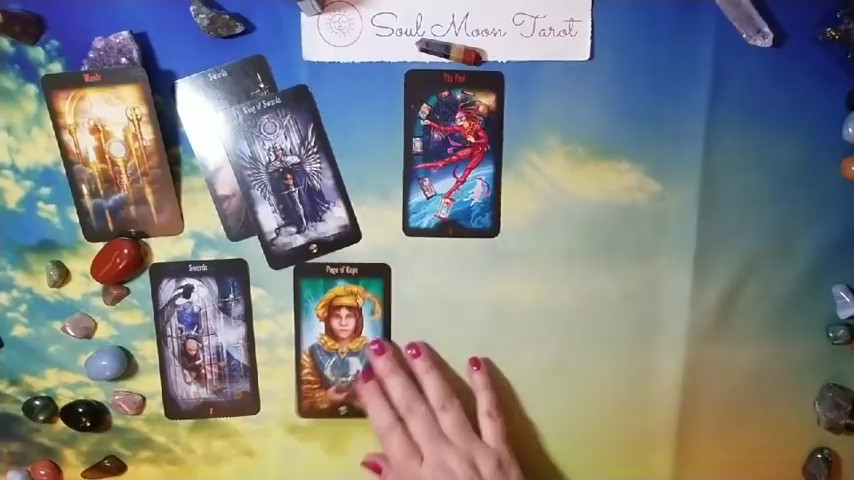 Soul Moon Tarot
Wands
Swords
King of Swords
The Fool
Swords
Page of Cups